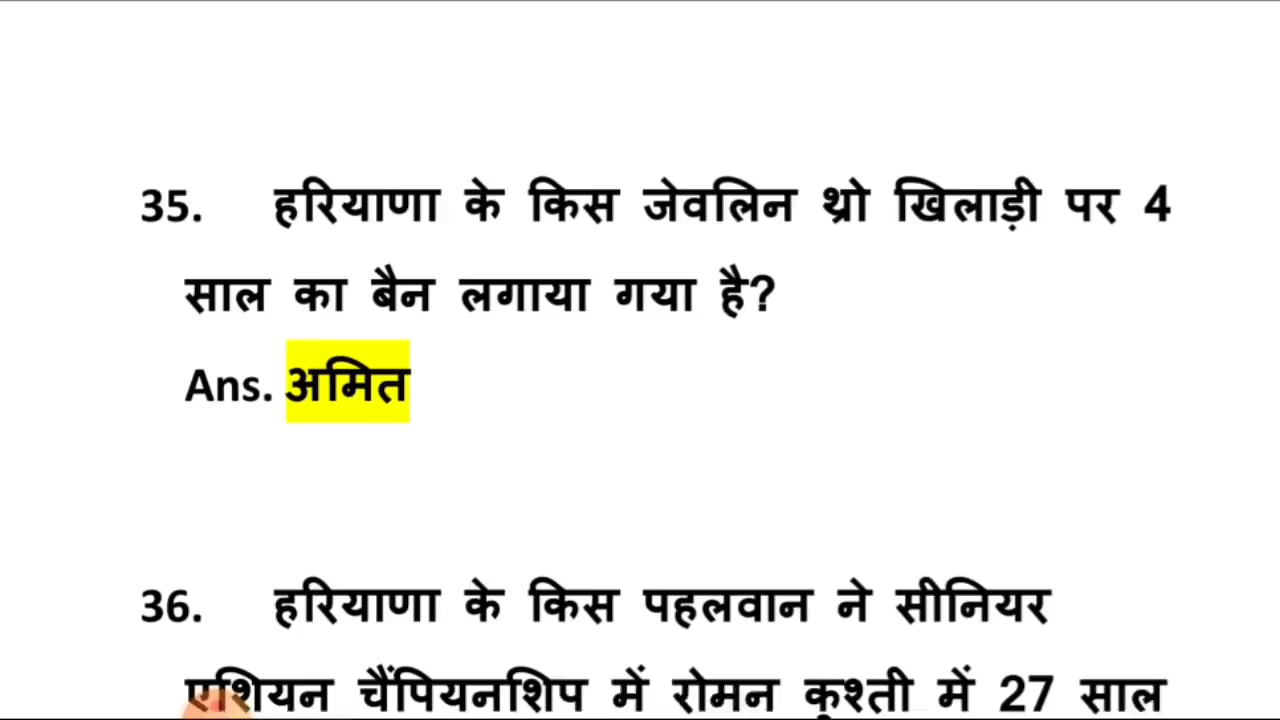 35. हरियाणा के किस जेवलिन थ्रो खिलाड़ी पर 4
साल का बैन लगाया गया है?
Ans. अमित
36. हरियाणा के किस पहलवान ने सीनियर
एशियन चैंपियनशिप में रोमन कुश्ती में 27 साल